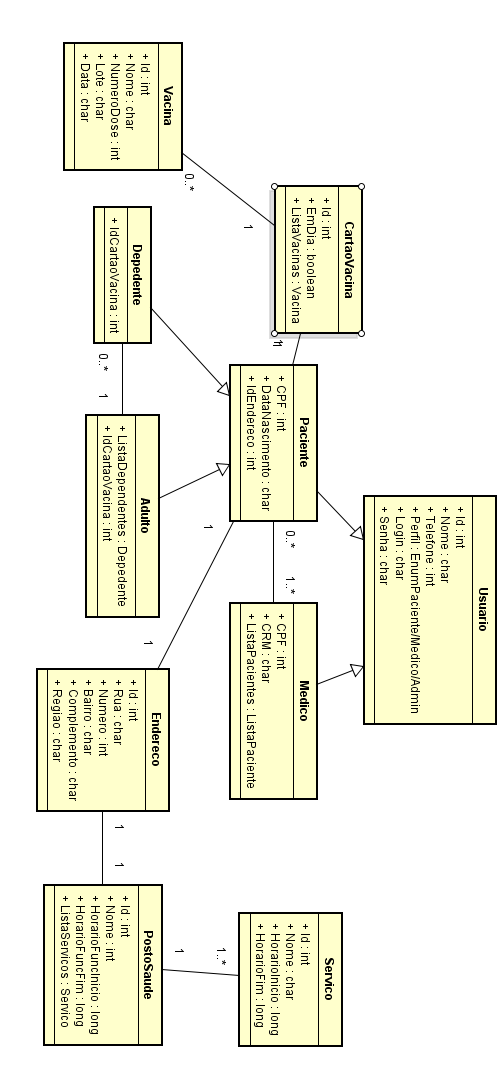 Usuario
+ Id : int
+ Nome : char
+ Telefone : int
+ Perfil : EnumPaciente/Medico/Admin
+ Login : char
+ Senha : char
CartaoVacina
+ Id : int
+ EmDia : boolean
+ ListaVacinas : Vacina
1
1
1
Paciente
+ CPF : int
+ DataNascimento : char
+ IdEndereco : int
0..*
1..*
Medico
+ CPF : int
+ CRM : char
+ ListaPacientes : ListaPaciente
Servico
+ Id : int
+ Nome : char
+ HorarioInicio : long
+ HorarioFim : long
1..*
1
Vacina
+ Id : int
+ Nome : char
+ NumeroDose : int
+ Lote : char
+ Data : char
0..*
Depedente
+ IdCartaoVacina : int
0..*
1
Adulto
+ ListaDependentes : Depedente
+ IdCartaoVacina : int
1
1
Endereco
+ Id : int
+ Rua : char
+ Numero : int
+ Bairro : char
+ Complemento : char
+ Regiao : char
1
1
PostoSaude
+ Id : int
+ Nome : int
+ HorarioFuncInicio : long
+ HorarioFuncFim : long
+ ListaServicos : Servico